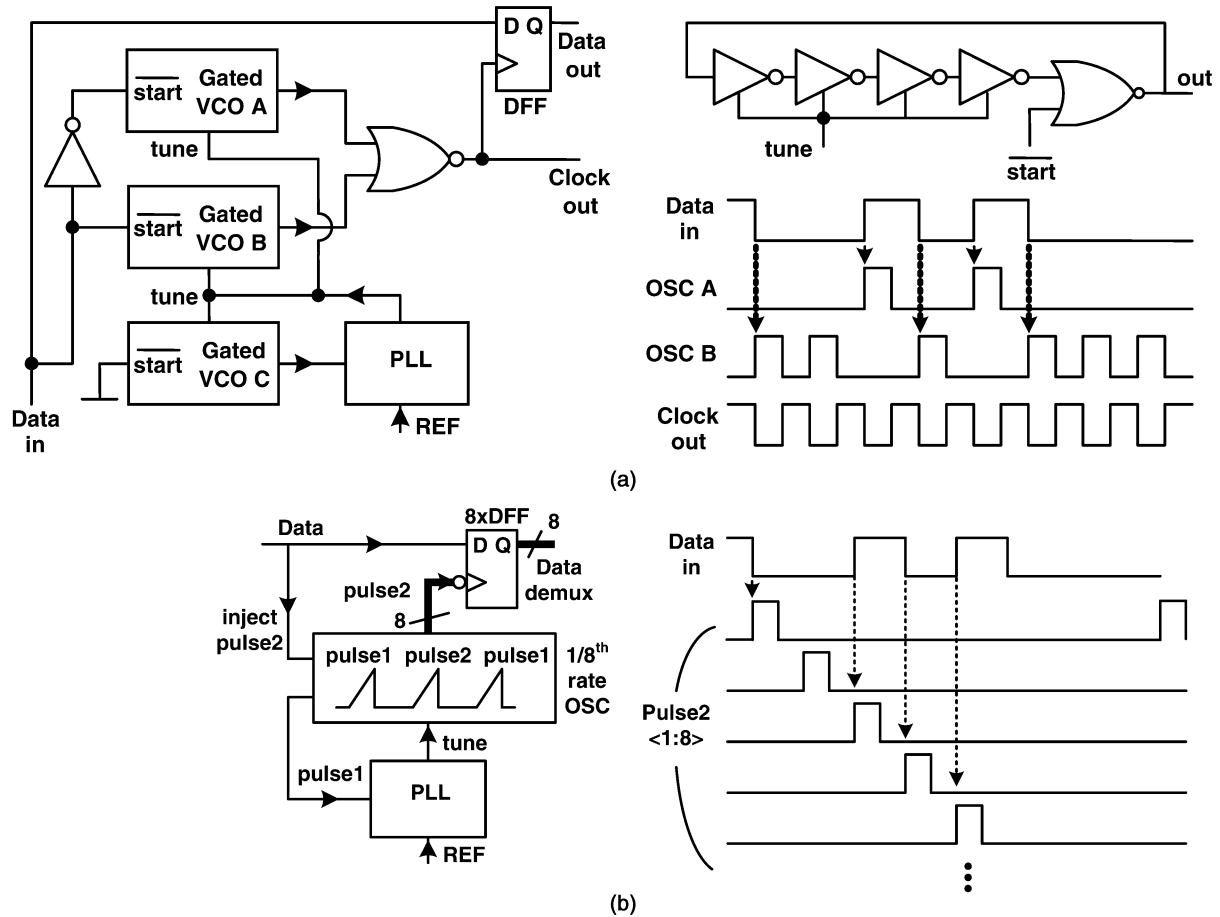 D Q
Data
out
DFF
start
Gated
VCO A
tune
Clock
out
start
Gated
VCO B
tune
start
Gated
VCO C
PLL
REF
Data
in
out
tune
start
Data
in
OSC A
OSC B
Clock
out
(a)
Data
8xDFF
8
D Q
Data
demux
pulse2
8
inject
pulse2
pulse1 pulse2 pulse1
1/8th
rate
OSC
tune
pulse1
PLL
REF
Data
in
Pulse2
<1:8>
(b)